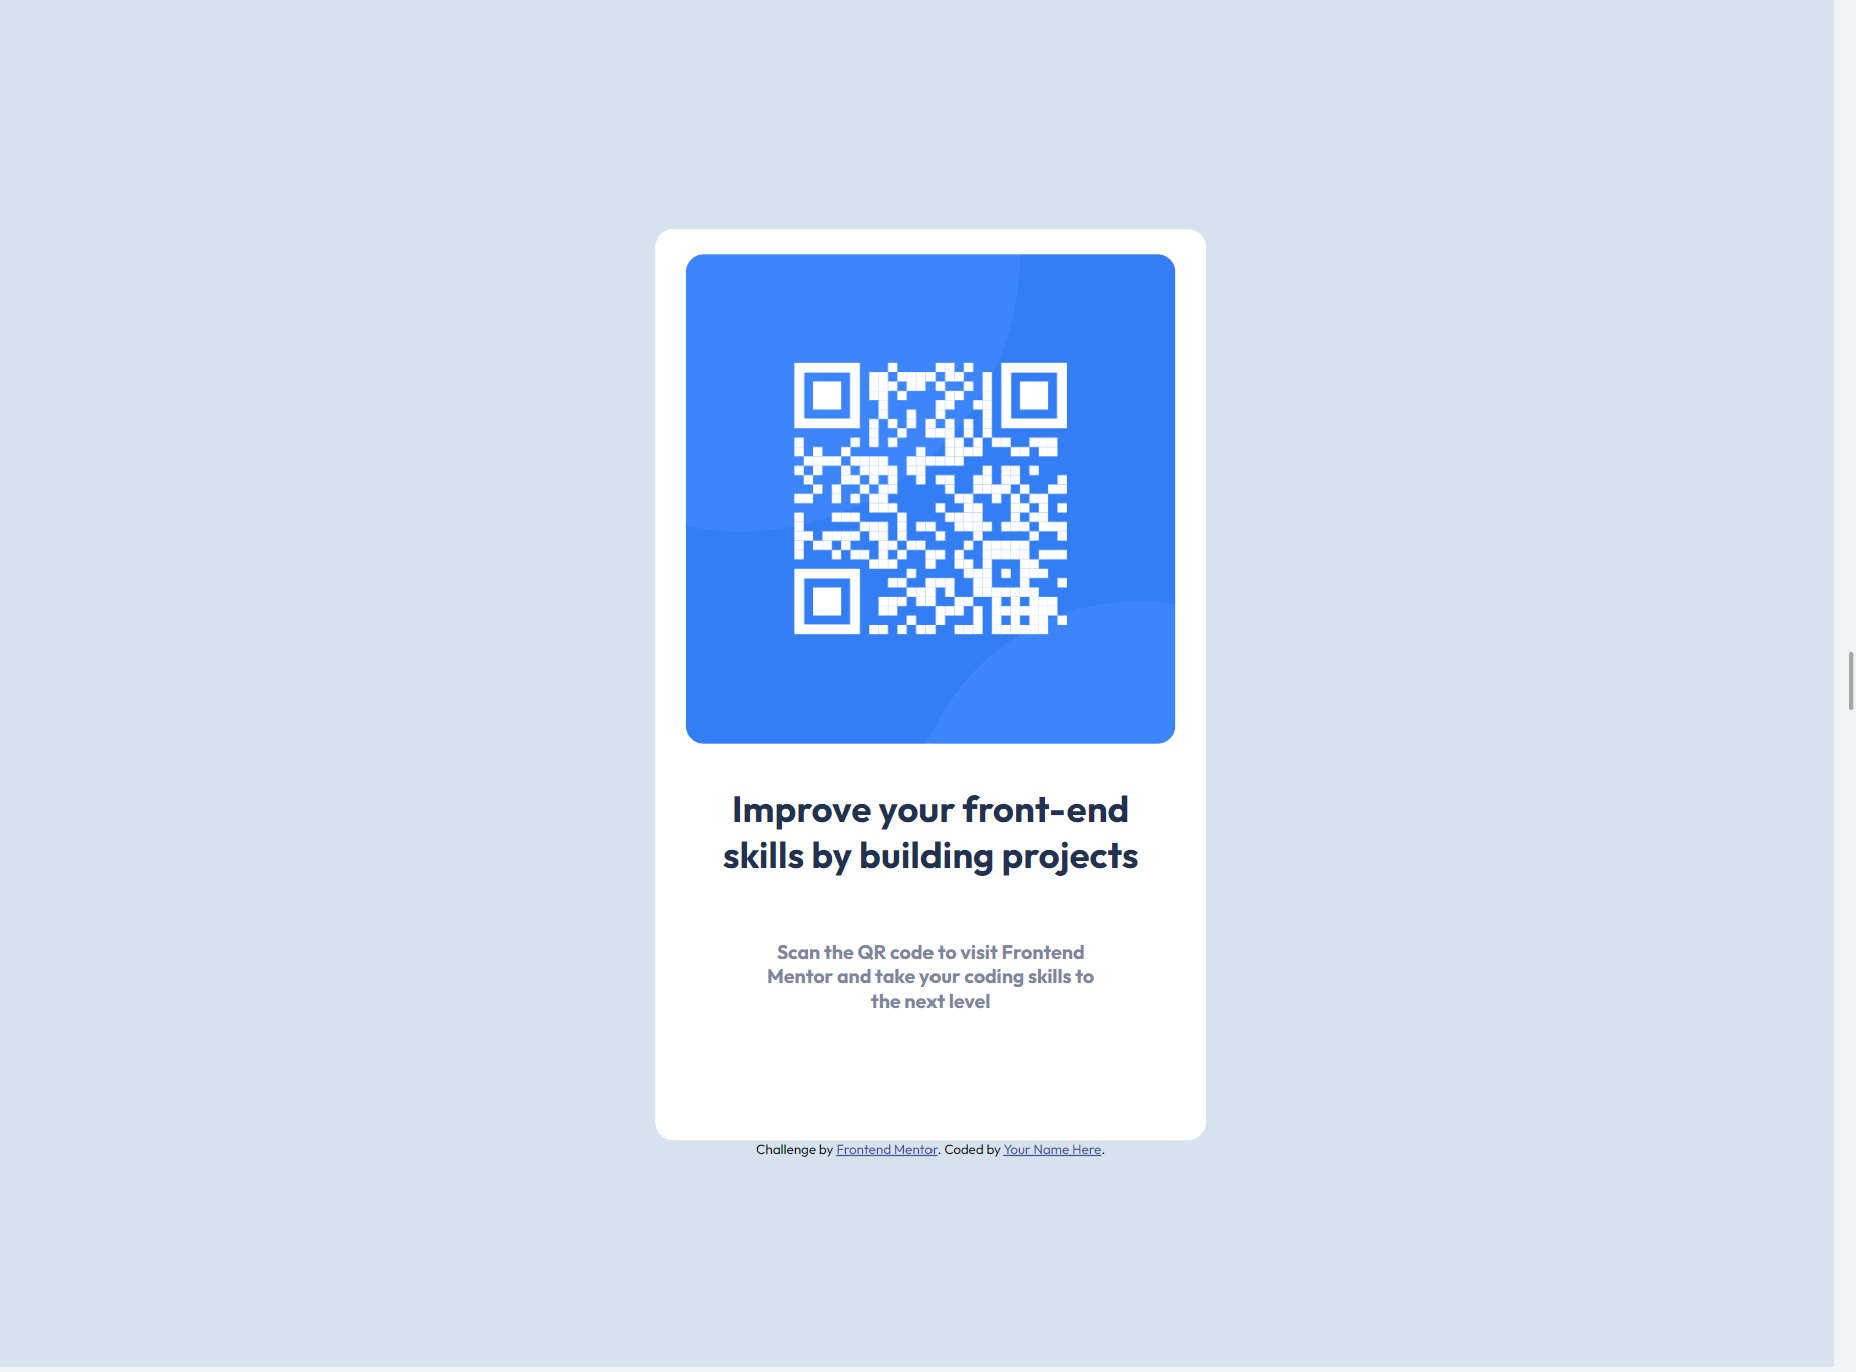 Improve your front-end
skills by building projects
Scan the QR code to visit Frontend
Mentor and take your coding skills to
the next level
Challenge by Frontend Mentor. Coded by Your Name Here.